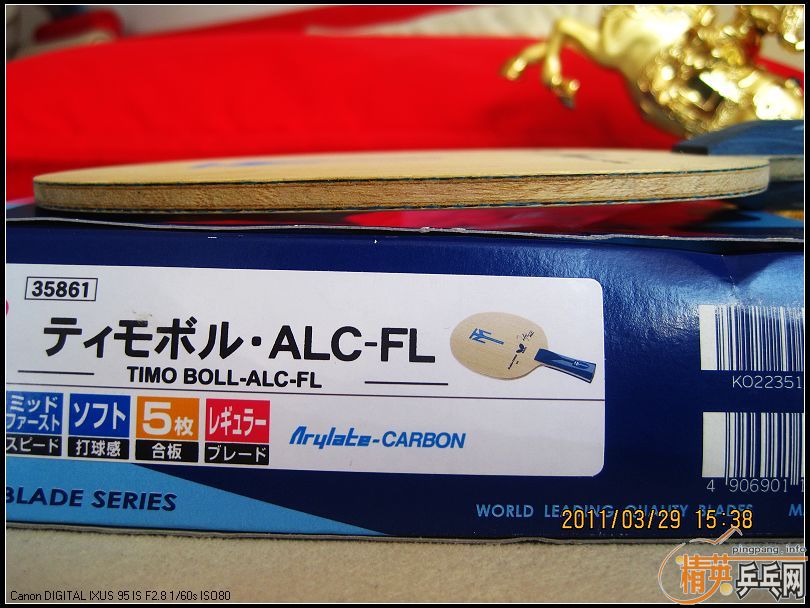 35861
ティモボル・ALC-FL
TIMO BOLL-ALC-FL
ミッド
ファースト
スピード
ソフト
打球感
5枚
合板
レギュラー
ブレード
Arylate-CARBON
KO22351
4 906901 1
BLADE SERIES
WORLD LEADING QUALITY BLADES M
2011/03/29 15:38
pingpang.info
精英乒乓网
Canon DIGITAL IXUS 95 IS F2.8 1/60s ISO80